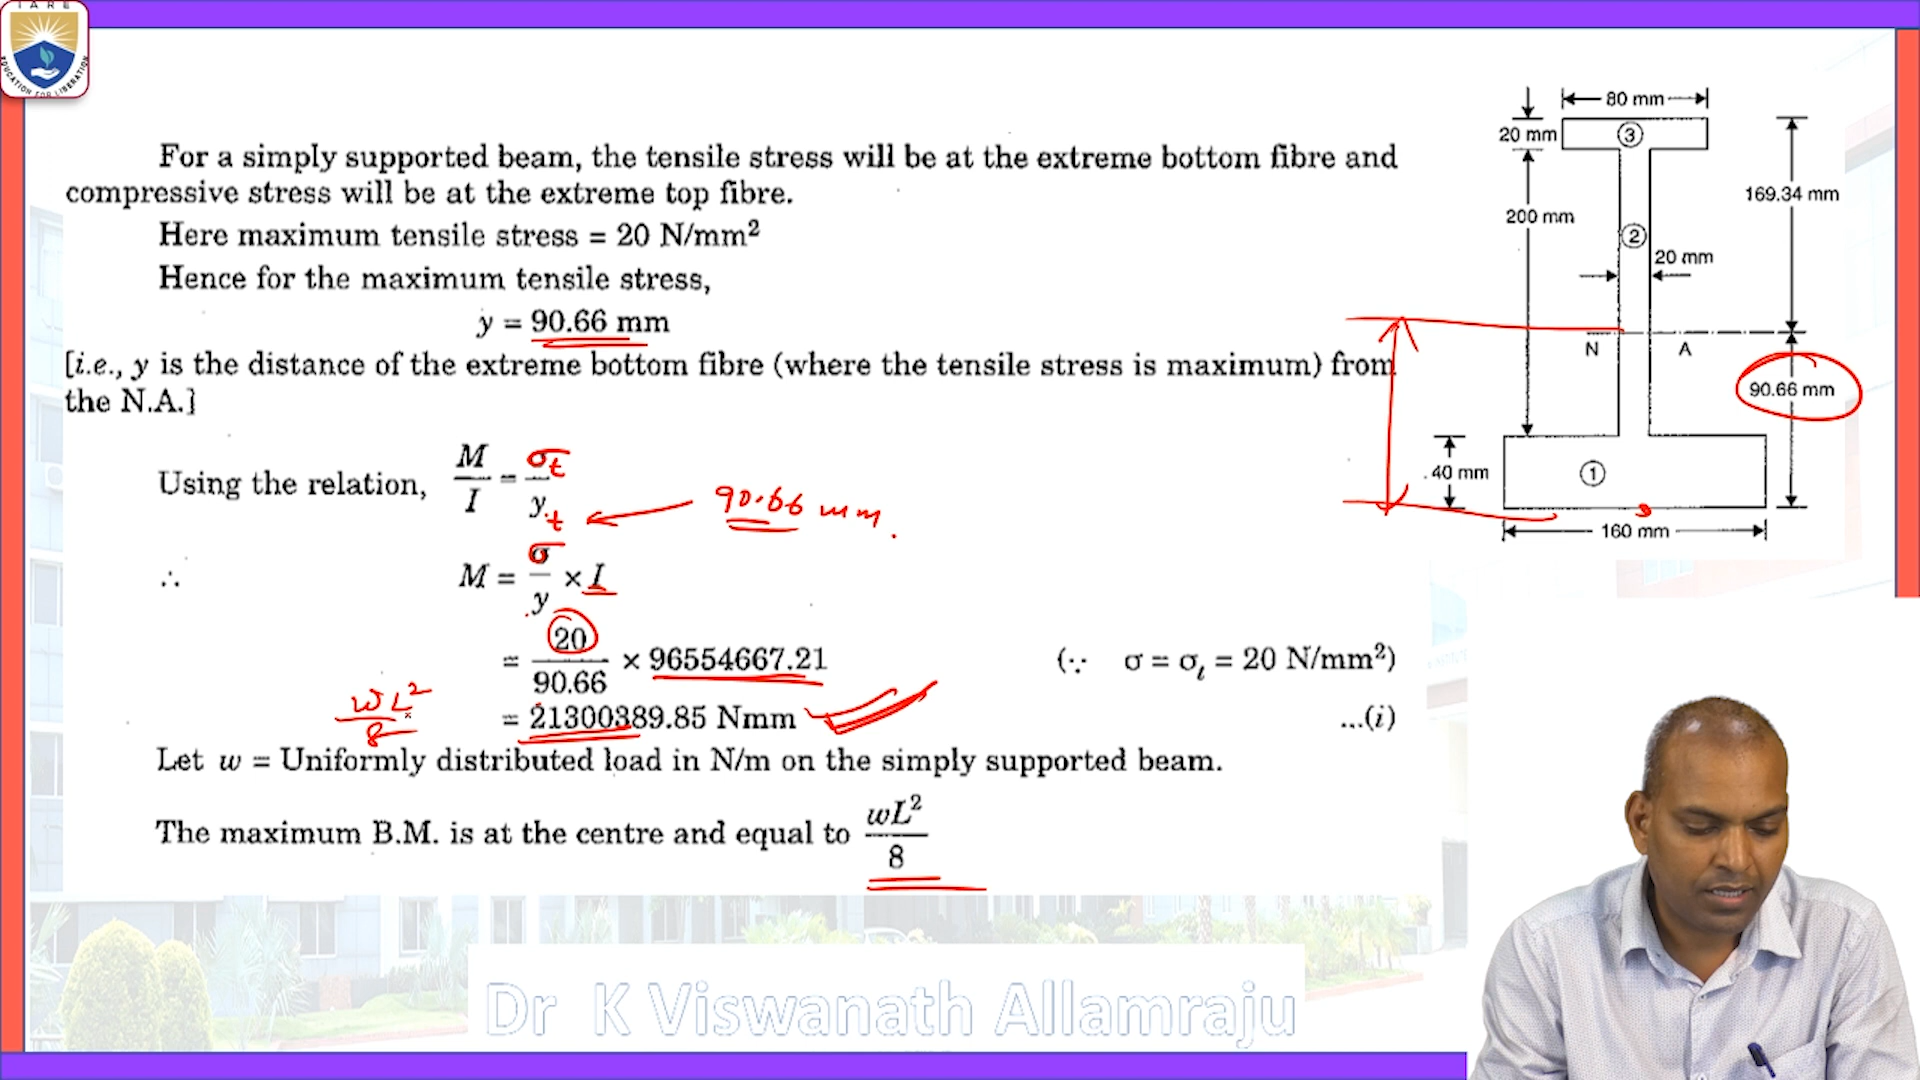 IARE
EDUCATION FOR LIBERATION
For a simply supported beam, the tensile stress will be at the extreme bottom fibre and
compressive stress will be at the extreme top fibre.
Here maximum tensile stress = 20 N/mm²
Hence for the maximum tensile stress,
y = 90.66 mm
[i.e., y is the distance of the extreme bottom fibre (where the tensile stress is maximum) from
the N.A.]
Using the relation, M/I = σt/yt
90.66 mm.
∴ M = σ/y × I
= 20/90.66 × 96554667.21 (∵ σ = σt = 20 N/mm²)
wL²/8
= 21300389.85 Nmm ...(i)
Let w = Uniformly distributed load in N/m on the simply supported beam.
The maximum B.M. is at the centre and equal to wL²/8
80 mm
20 mm
3
169.34 mm
200 mm
2
20 mm
N A
90.66 mm
40 mm
1
160 mm
Dr K Viswanath Allamraju